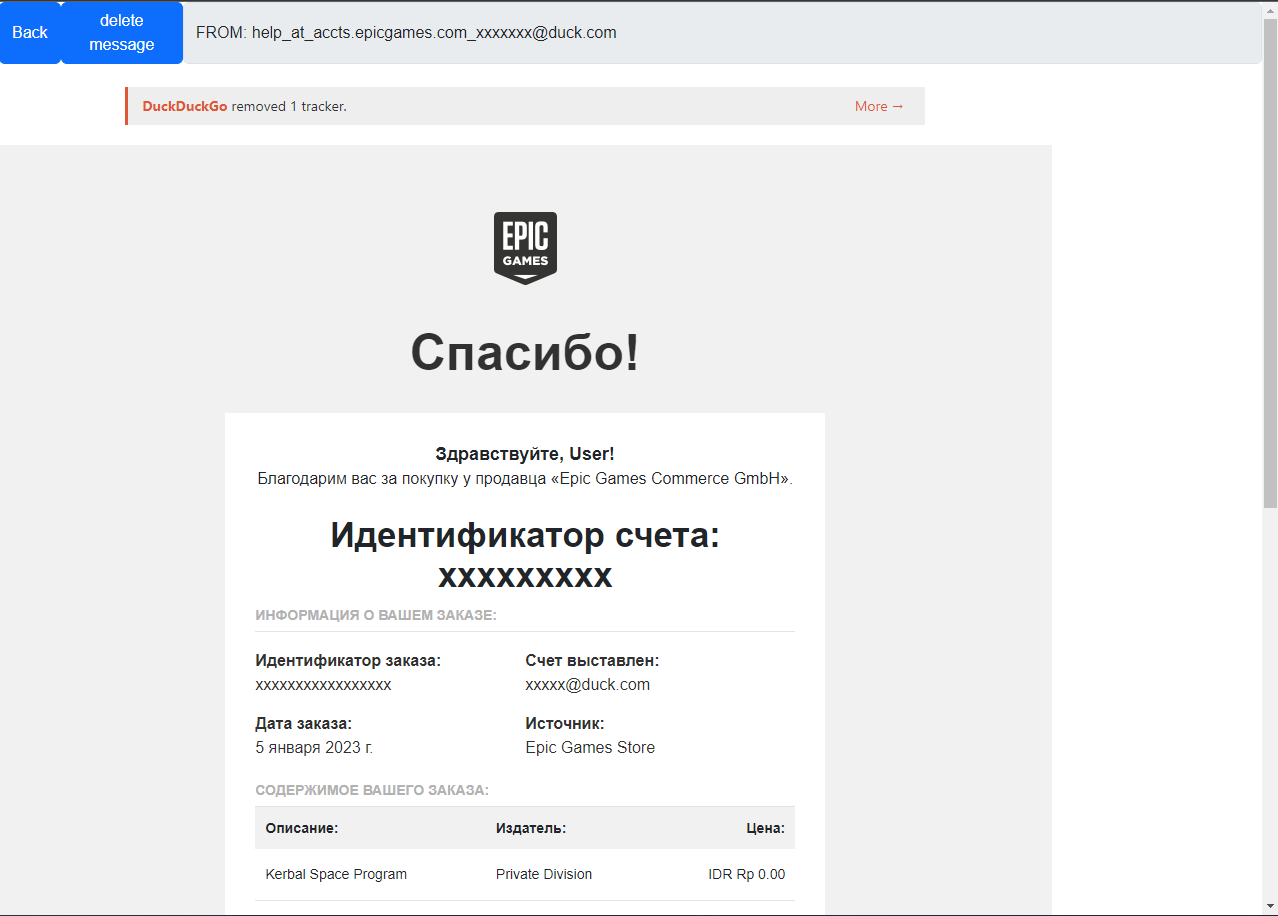 Back
delete
message
FROM: help_at_accts.epicgames.com_xxxxxxx@duck.com
DuckDuckGo removed 1 tracker.
More →
EPIC
GAMES
Спасибо!
Здравствуйте, User!
Благодарим вас за покупку у продавца «Epic Games Commerce GmbH».
Идентификатор счета:
xxxxxxxxx
ИНФОРМАЦИЯ О ВАШЕМ ЗАКАЗЕ:
Идентификатор заказа:
xxxxxxxxxxxxxxxxx
Счет выставлен:
xxxxx@duck.com
Дата заказа:
5 января 2023 г.
Источник:
Epic Games Store
СОДЕРЖИМОЕ ВАШЕГО ЗАКАЗА:
Описание: Издатель: Цена:
Kerbal Space Program Private Division IDR Rp 0.00